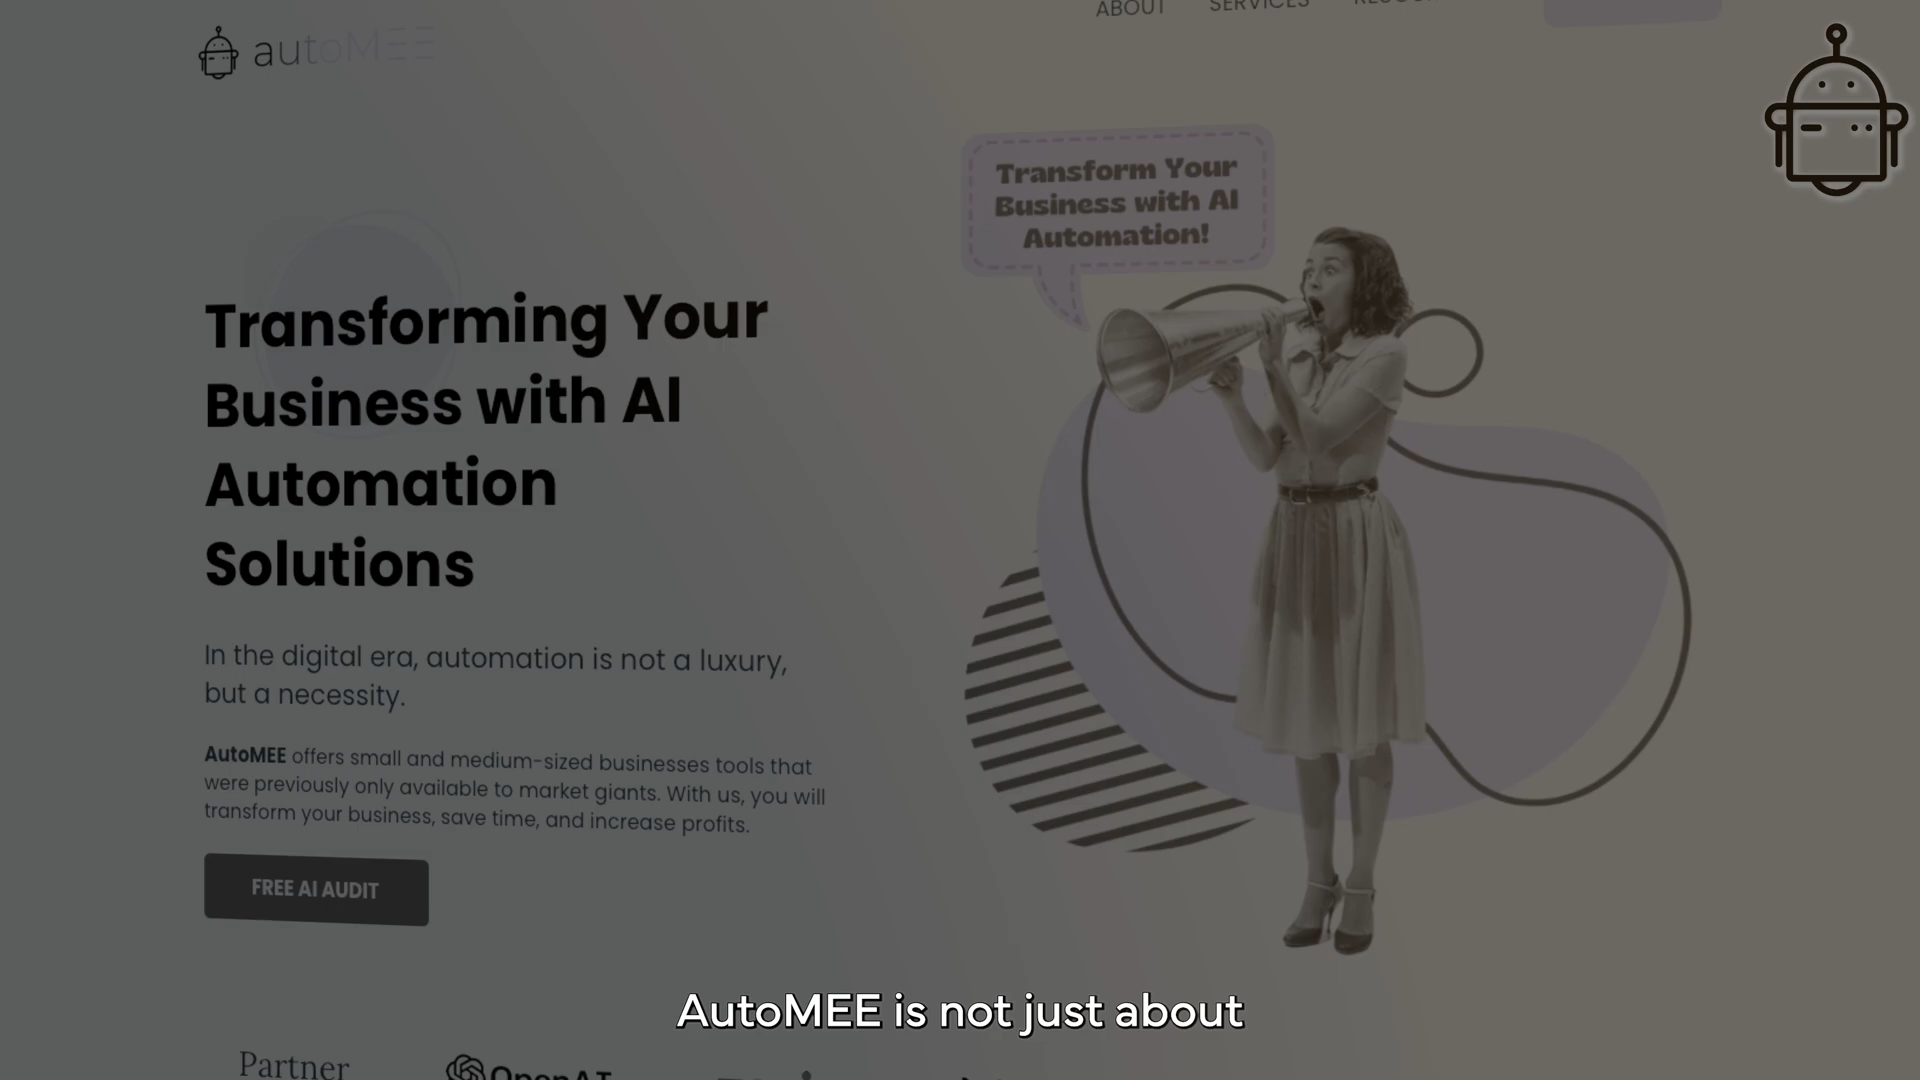 autoMEE
ABOUT SERVICES
Transform Your
Business with AI
Automation!
Transforming Your
Business with AI
Automation
Solutions
In the digital era, automation is not a luxury,
but a necessity.
AutoMEE offers small and medium-sized businesses tools that
were previously only available to market giants. With us, you will
transform your business, save time, and increase profits.
FREE AI AUDIT
AutoMEE is not just about
Partner
OpenAI